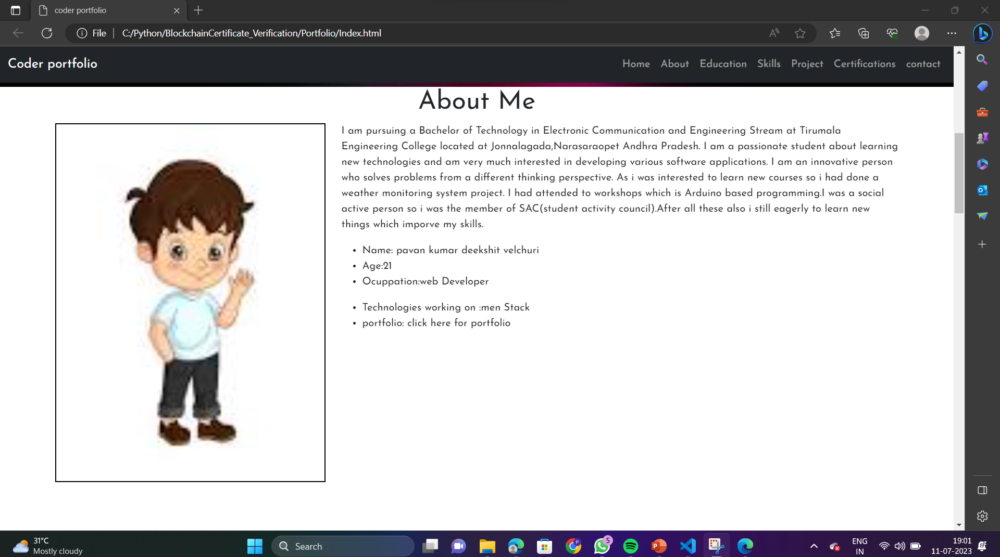 coder portfolio
File
C:/Python/BlockchainCertificate_Verification/Portfolio/Index.html
Coder portfolio
Home About Education Skills Project Certifications contact
About Me
I am pursuing a Bachelor of Technology in Electronic Communication and Engineering Stream at Tirumala
Engineering College located at Jonnalagada,Narasaraopet Andhra Pradesh. I am a passionate student about learning
new technologies and am very much interested in developing various software applications. I am an innovative person
who solves problems from a different thinking perspective. As i was interested to learn new courses so i had done a
weather monitoring system project. I had attended to workshops which is Arduino based programming.I was a social
active person so i was the member of SAC(student activity council).After all these also i still eagerly to learn new
things which imporve my skills.
• Name: pavan kumar deekshit velchuri
• Age:21
• Ocuppation:web Developer
• Technologies working on :men Stack
• portfolio: click here for portfolio
31°C
Mostly cloudy
Search
5
ENG
IN
19:01
11-07-2023